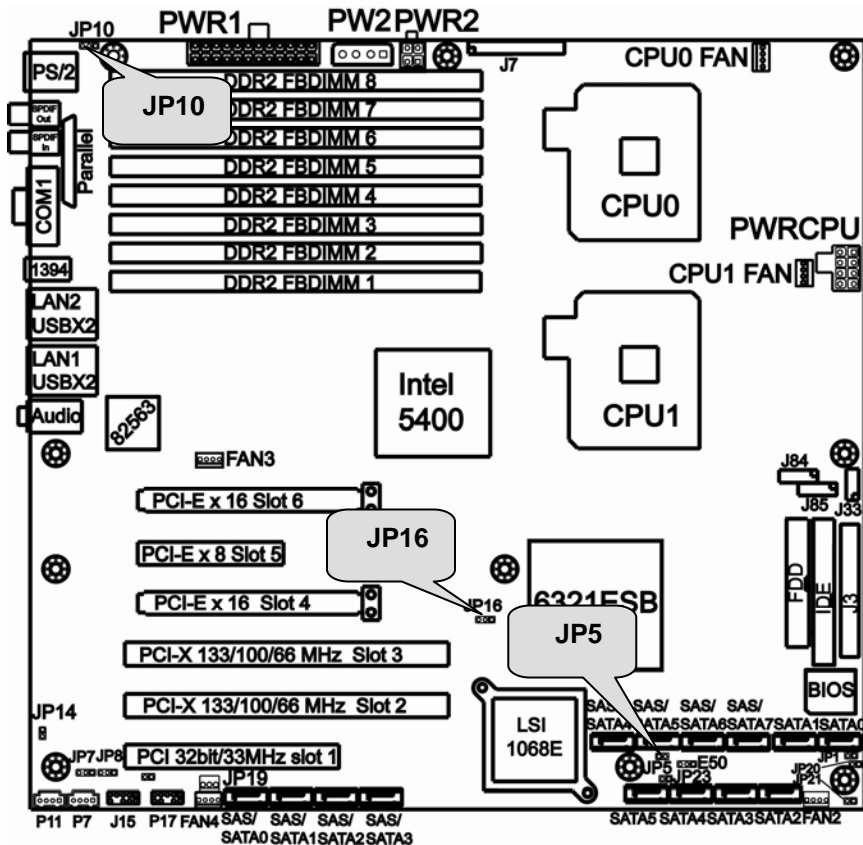 JP10
PWR1
PW2
PWR2
J7
CPU0 FAN
PS/2
JP10
DDR2 FBDIMM 8
DDR2 FBDIMM 7
DDR2 FBDIMM 6
DDR2 FBDIMM 5
DDR2 FBDIMM 4
DDR2 FBDIMM 3
DDR2 FBDIMM 2
DDR2 FBDIMM 1
SPDIF
Out
SPDIF
In
Parallel
COM1
1394
LAN2
USBX2
LAN1
USBX2
Audio
82563
CPU0
PWRCPU
CPU1 FAN
CPU1
Intel
5400
FAN3
J84
J85
J33
PCI-E x 16 Slot 6
PCI-E x 8 Slot 5
PCI-E x 16 Slot 4
JP16
JP16
6321ESB
JP5
FDD
IDE
J3
PCI-X 133/100/66 MHz Slot 3
PCI-X 133/100/66 MHz Slot 2
PCI 32bit/33MHz slot 1
LSI
1068E
BIOS
SAS/ SAS/ SAS/ SAS/
SATA4 SATA5 SATA6 SATA7 SATA1 SATA0
JP14
JP7 JP8
JP19
JP5
E50
JP23
JP1
JP20
JP21
P11 P7 J15 P17 FAN4
SAS/ SAS/ SAS/ SAS/
SATA0 SATA1 SATA2 SATA3
SATA5 SATA4 SATA3 SATA2 FAN2